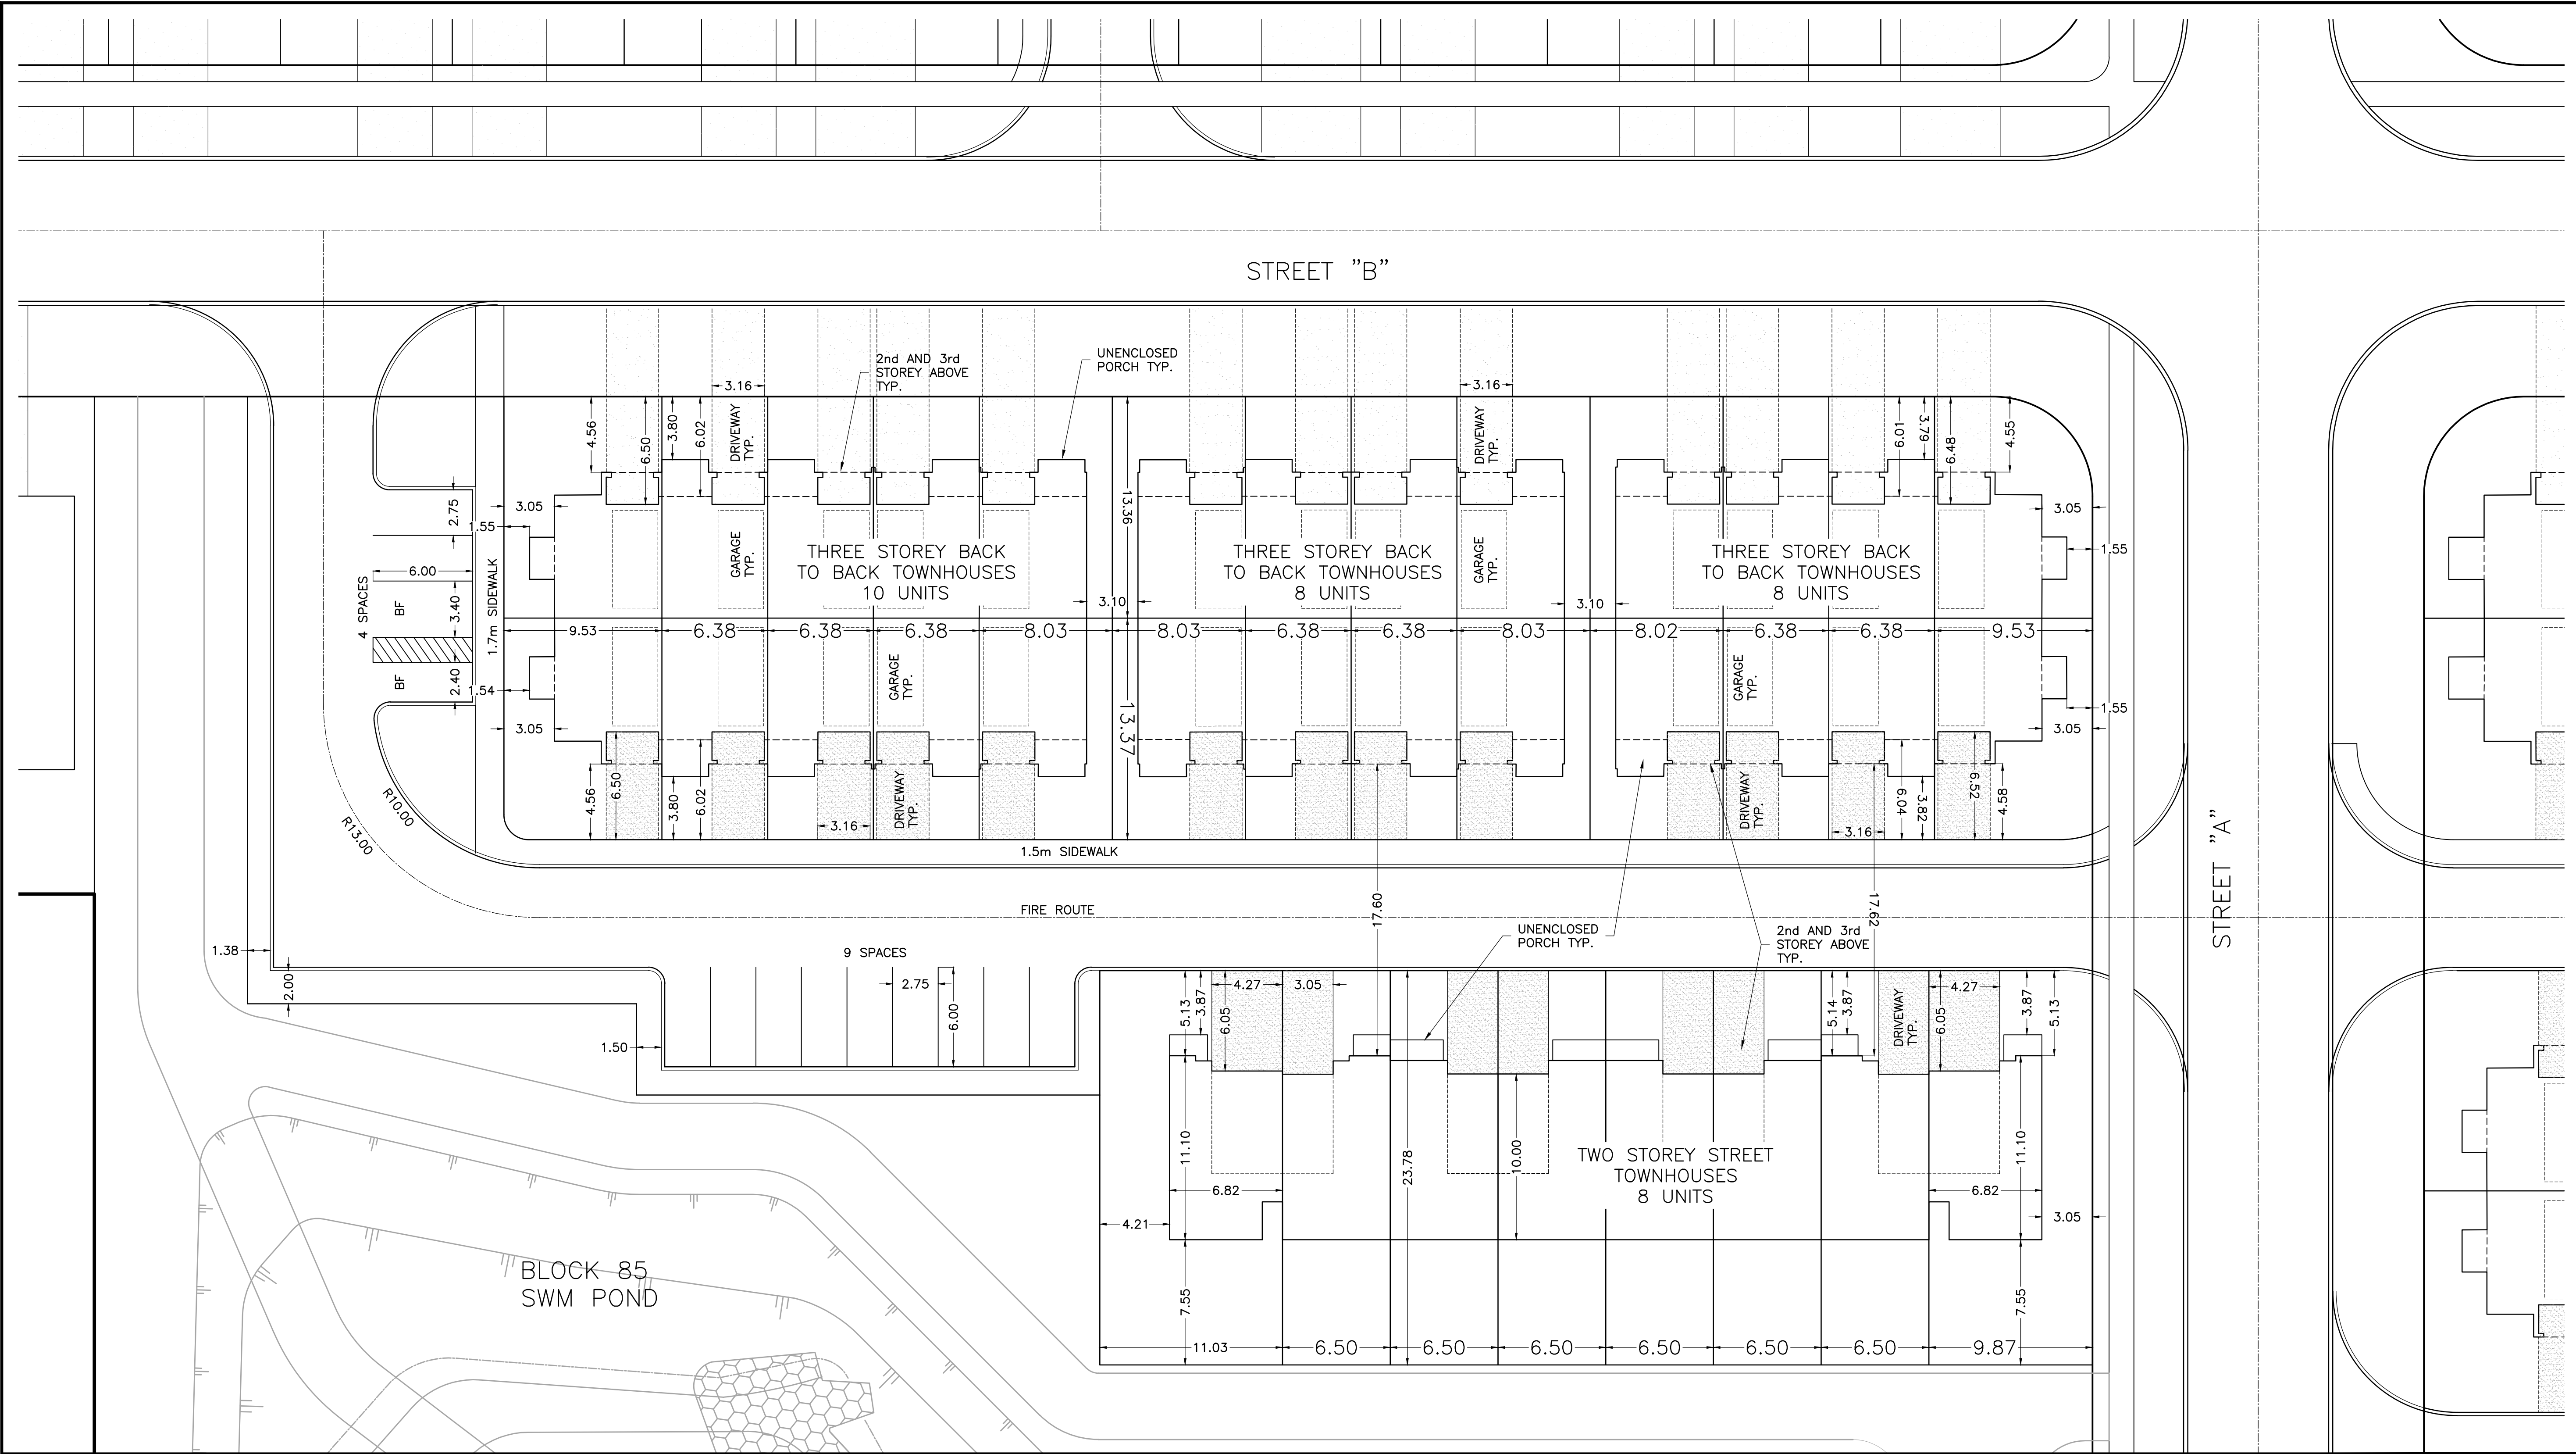 STREET "B"
2nd AND 3rd
STOREY ABOVE
TYP.
UNENCLOSED
PORCH TYP.
3.16
3.16
4.56
6.50
3.80
6.02
DRIVEWAY
TYP.
DRIVEWAY
TYP.
6.01
3.79
6.48
4.55
2.75
3.05
1.55
13.36
3.05
1.55
GARAGE
TYP.
THREE STOREY BACK
TO BACK TOWNHOUSES
10 UNITS
THREE STOREY BACK
TO BACK TOWNHOUSES
8 UNITS
GARAGE
TYP.
THREE STOREY BACK
TO BACK TOWNHOUSES
8 UNITS
6.00
4 SPACES
BF
3.40
1.7m SIDEWALK
3.10
3.10
9.53
6.38
6.38
6.38
8.03
8.03
6.38
6.38
8.03
8.02
6.38
6.38
9.53
BF
2.40
1.54
GARAGE
TYP.
GARAGE
TYP.
3.05
13.37
1.55
3.05
4.56
6.50
3.80
6.02
3.16
DRIVEWAY
TYP.
DRIVEWAY
TYP.
3.16
6.04
3.82
6.52
4.58
R10.00
R13.00
1.5m SIDEWALK
STREET "A"
FIRE ROUTE
17.60
17.62
UNENCLOSED
PORCH TYP.
2nd AND 3rd
STOREY ABOVE
TYP.
1.38
2.00
9 SPACES
2.75
6.00
1.50
5.13
3.87
6.05
4.27
3.05
5.14
3.87
DRIVEWAY
TYP.
6.05
4.27
3.87
5.13
11.10
10.00
11.10
TWO STOREY STREET
TOWNHOUSES
8 UNITS
23.78
6.82
6.82
4.21
3.05
BLOCK 85
SWM POND
7.55
7.55
11.03
6.50
6.50
6.50
6.50
6.50
6.50
9.87